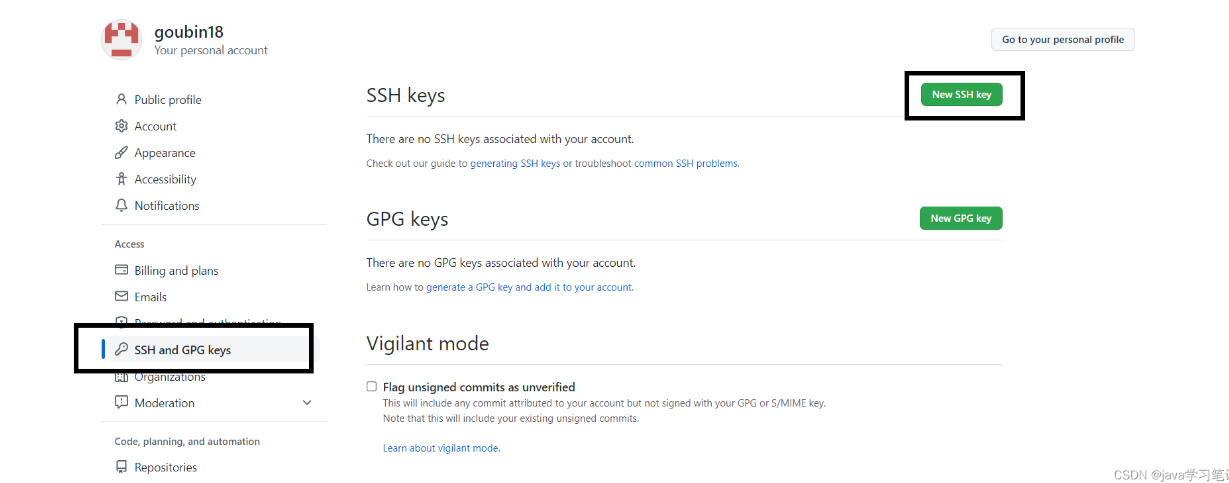 goubin18
Your personal account
Go to your personal profile
Public profile
Account
Appearance
Accessibility
Notifications
Access
Billing and plans
Emails
Password and authentication
SSH and GPG keys
Organizations
Moderation
Code, planning, and automation
Repositories
SSH keys
New SSH key
There are no SSH keys associated with your account.
Check out our guide to generating SSH keys or troubleshoot common SSH problems.
GPG keys
New GPG key
There are no GPG keys associated with your account.
Learn how to generate a GPG key and add it to your account.
Vigilant mode
Flag unsigned commits as unverified
This will include any commit attributed to your account but not signed with your GPG or S/MIME key.
Note that this will include your existing unsigned commits.
Learn about vigilant mode.
CSDN @java学习笔